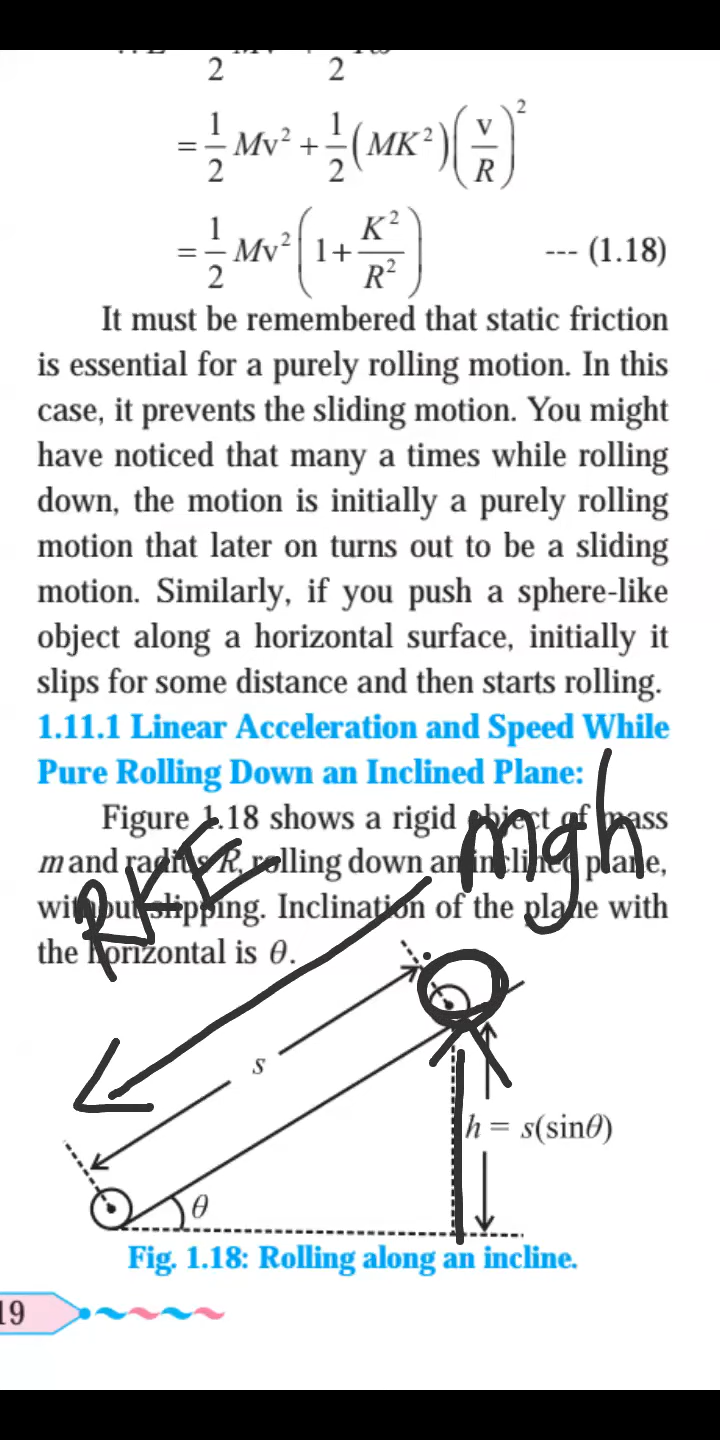 2 2
= 1/2 Mv² + 1/2 (MK²) (v/R)²
= 1/2 Mv² (1 + K²/R²) --- (1.18)
It must be remembered that static friction
is essential for a purely rolling motion. In this
case, it prevents the sliding motion. You might
have noticed that many a times while rolling
down, the motion is initially a purely rolling
motion that later on turns out to be a sliding
motion. Similarly, if you push a sphere-like
object along a horizontal surface, initially it
slips for some distance and then starts rolling.
1.11.1 Linear Acceleration and Speed While
Pure Rolling Down an Inclined Plane:
Figure 1.18 shows a rigid object of mass
m and radius R, rolling down an inclined plane,
without slipping. Inclination of the plane with
the horizontal is θ.
mgh
RKE
s
h = s(sinθ)
θ
Fig. 1.18: Rolling along an incline.
19